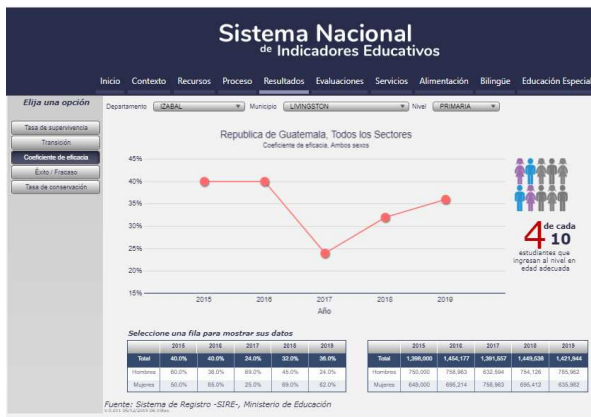 Sistema Nacional
de Indicadores Educativos
Inicio Contexto Recursos Proceso Resultados Evaluaciones Servicios Alimentación Bilingüe Educación Especial
Elija una opción
Departamento IZABAL Municipio LIVINGSTON Nivel PRIMARIA
Tasa de supervivencia
Transición
Coeficiente de eficacia
Éxito / Fracaso
Tasa de conservación
Republica de Guatemala, Todos los Sectores
Coeficiente de eficacia, Ambos sexos
45%
40%
35%
30%
25%
20%
15%
2015 2016 2017 2018 2019
Año
4 de cada 10
estudiantes que
ingresan al nivel en
edad adecuada
Seleccione una fila para mostrar sus datos
2015 2016 2017 2018 2019
Total 40.0% 40.0% 24.0% 32.0% 36.0%
Hombres 60.0% 38.0% 69.0% 45.0% 24.0%
Mujeres 50.0% 55.0% 25.0% 69.0% 62.0%
2015 2016 2017 2018 2019
Total 1,398,000 1,454,177 1,391,557 1,449,538 1,421,944
Hombres 750,000 758,963 632,594 754,126 785,962
Mujeres 648,000 695,214 758,963 695,412 635,982
Fuente: Sistema de Registro -SIRE-, Ministerio de Educación